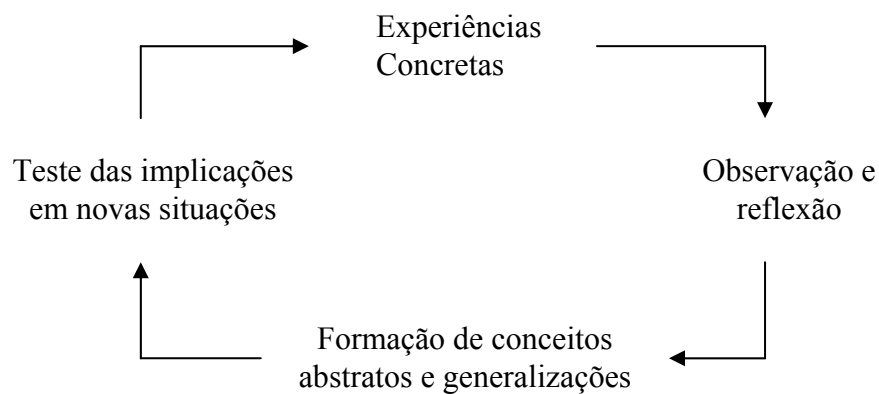 Experiências
Concretas
Teste das implicações
em novas situações
Observação e
reflexão
Formação de conceitos
abstratos e generalizações